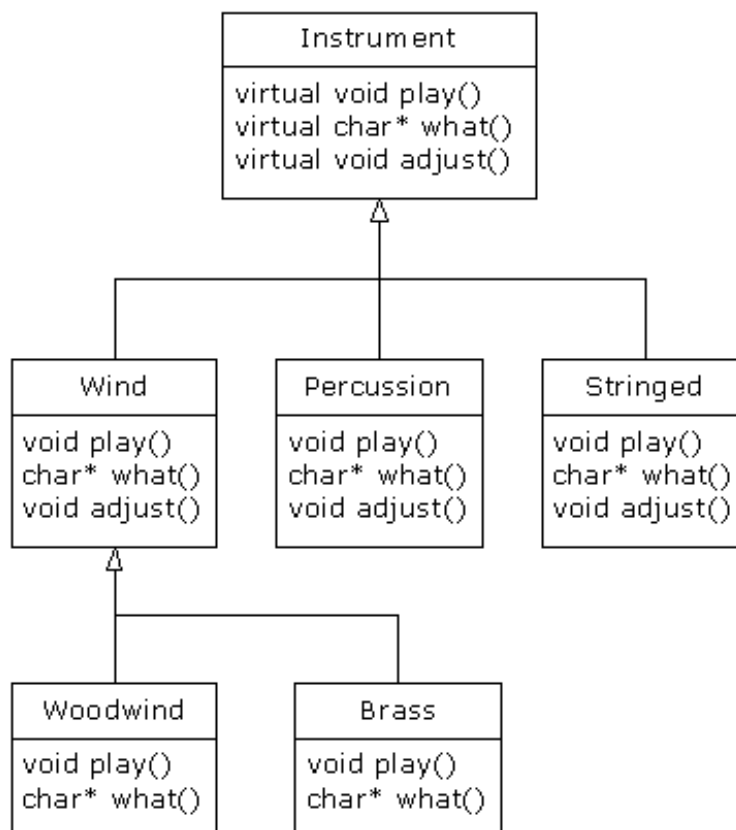 Instrument
virtual void play()
virtual char* what()
virtual void adjust()
Wind
void play()
char* what()
void adjust()
Percussion
void play()
char* what()
void adjust()
Stringed
void play()
char* what()
void adjust()
Woodwind
void play()
char* what()
Brass
void play()
char* what()